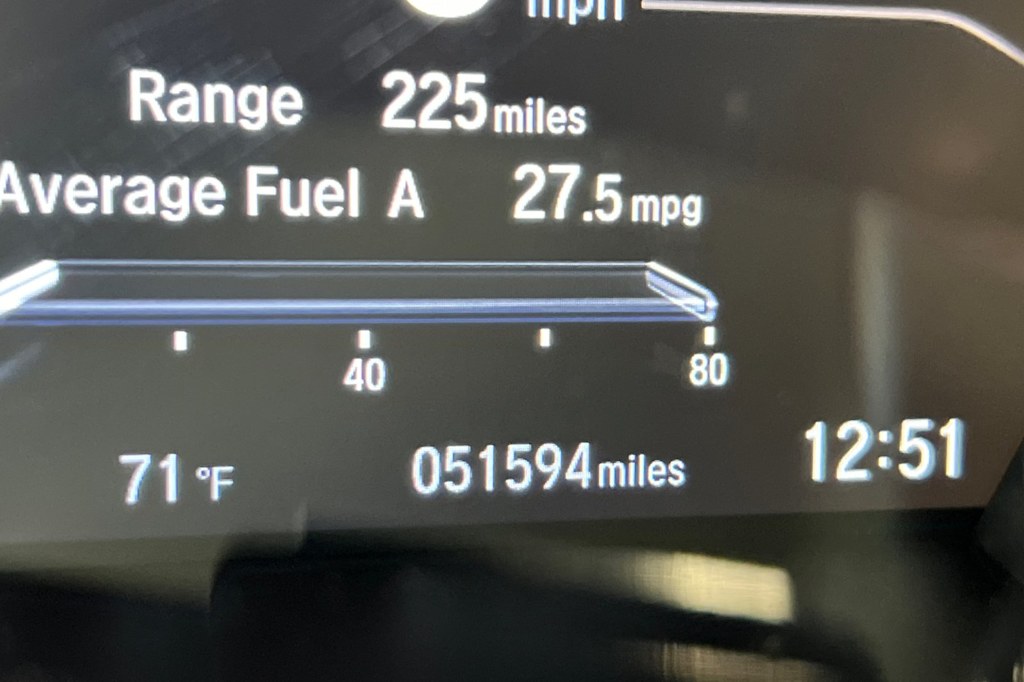 mph
Range 225 miles
Average Fuel A 27.5 mpg
40 80
71 °F 051594 miles 12:51